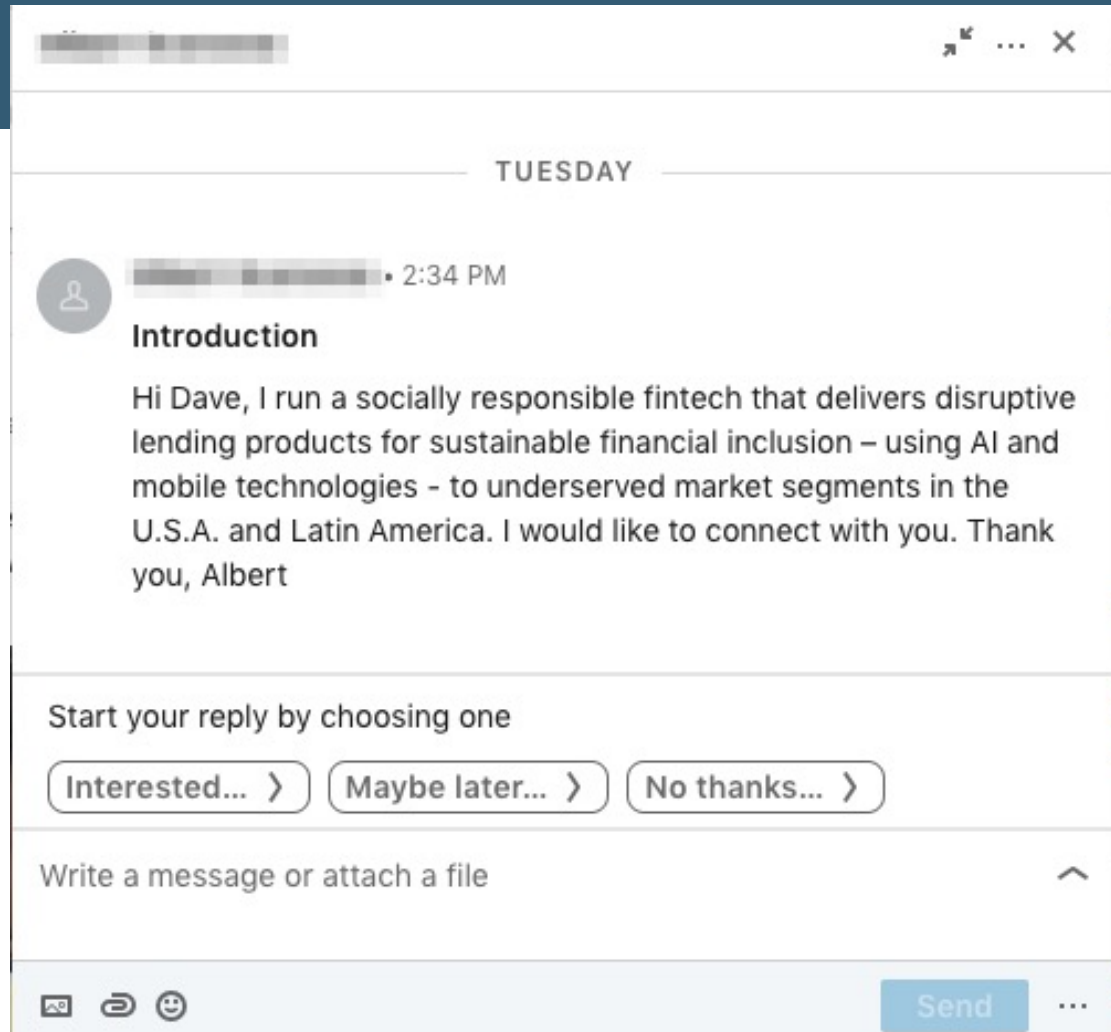 TUESDAY
• 2:34 PM
Introduction
Hi Dave, I run a socially responsible fintech that delivers disruptive
lending products for sustainable financial inclusion – using AI and
mobile technologies - to underserved market segments in the
U.S.A. and Latin America. I would like to connect with you. Thank
you, Albert
Start your reply by choosing one
Interested... ❯ Maybe later... ❯ No thanks... ❯
Write a message or attach a file
Send ...